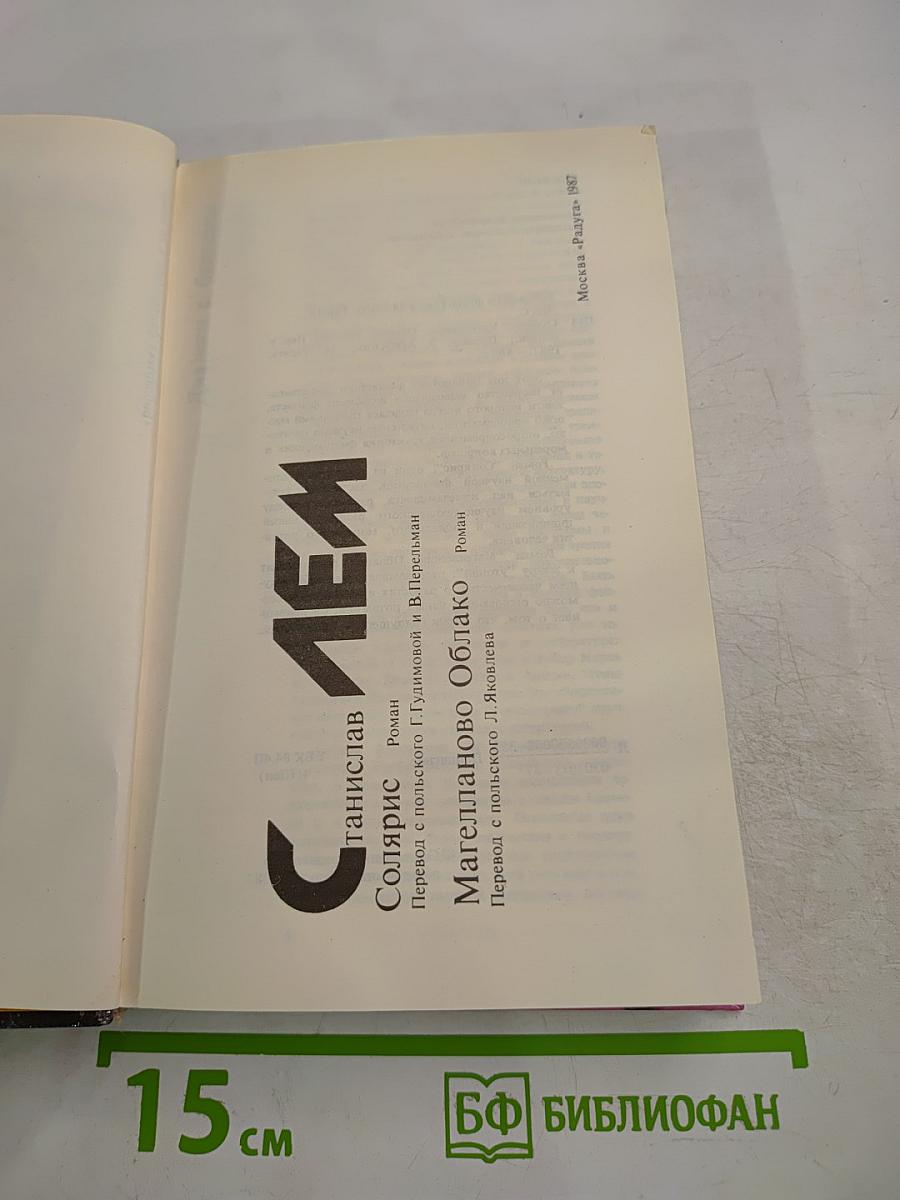 Станислав ЛЕМ
Солярис Роман
Перевод с польского Г.Гудимовой и В.Перельман
Магелланово Облако Роман
Перевод с польского Л.Яковлева
Москва «Радуга» 1987
15 см
БФ БИБЛИОФАН